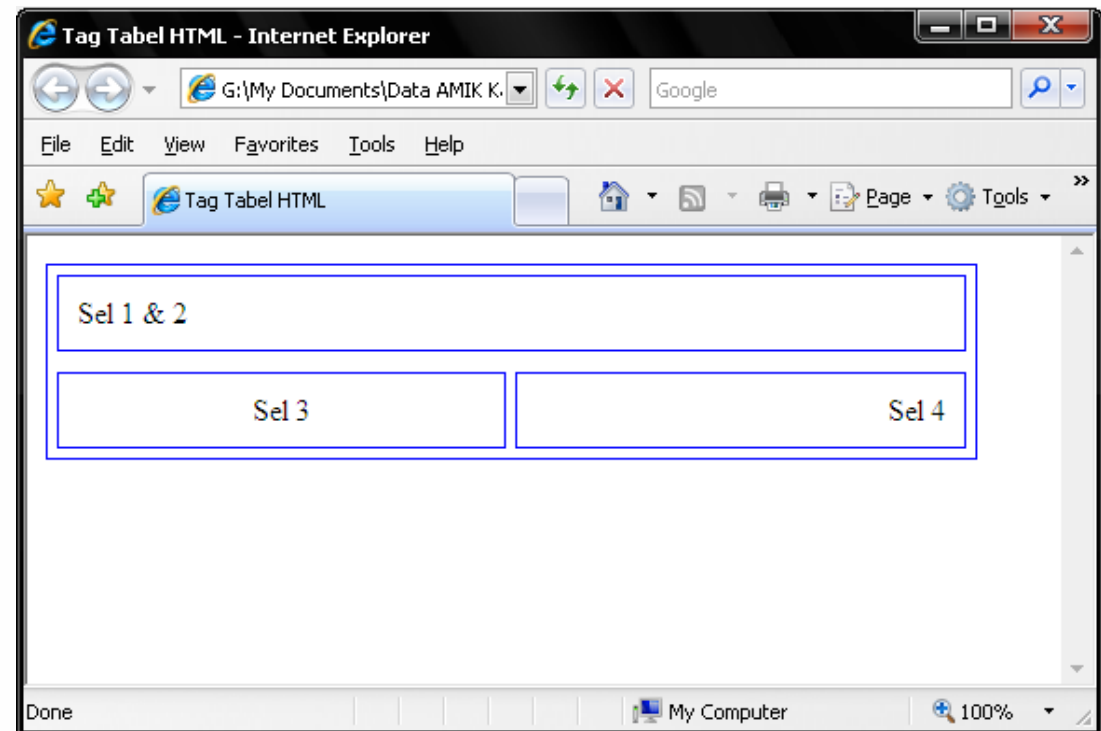 Tag Tabel HTML - Internet Explorer
G:\My Documents\Data AMIK K
Google
File Edit View Favorites Tools Help
Tag Tabel HTML
Page Tools »
Sel 1 & 2
Sel 3 Sel 4
Done My Computer 100%